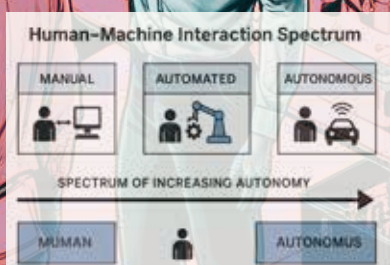 Human–Machine Interaction Spectrum
MANUAL
AUTOMATED
AUTONOMOUS
SPECTRUM OF INCREASING AUTONOMY
MUMAN
AUTONOMUS